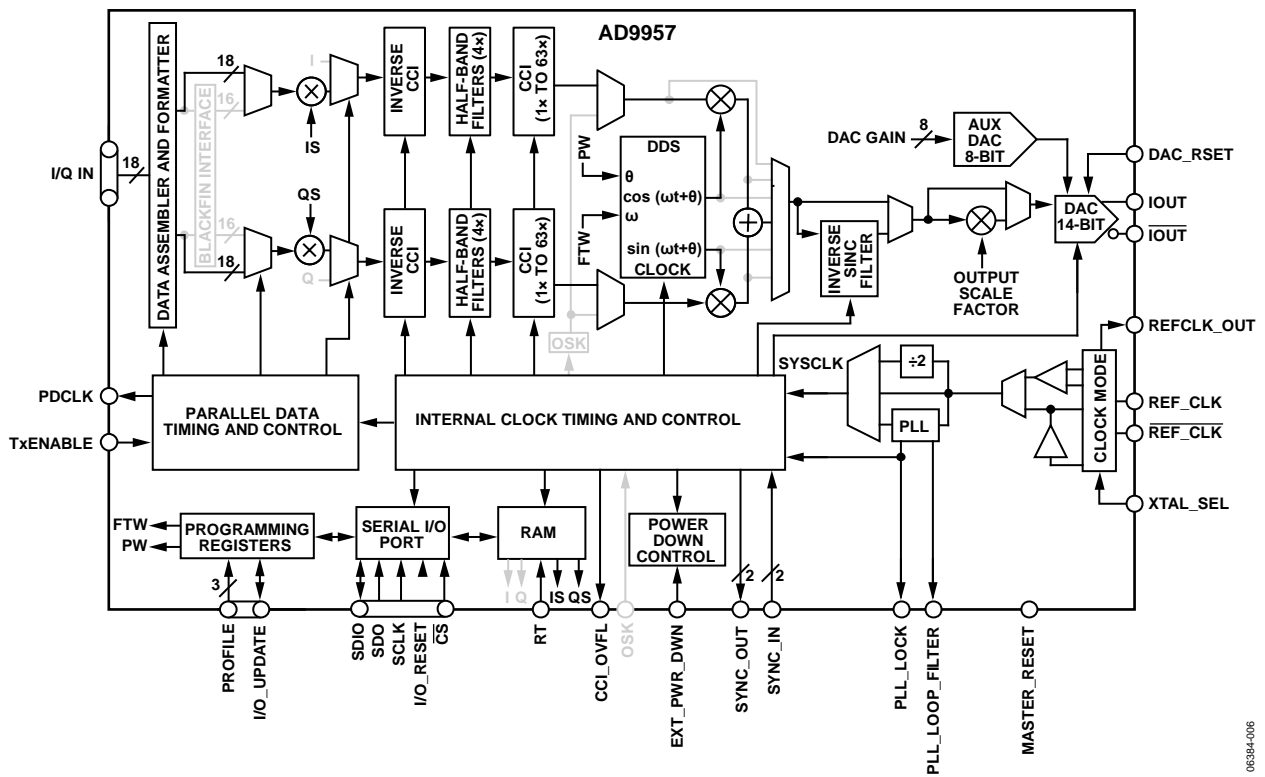 AD9957
I/Q IN
18
DATA ASSEMBLER AND FORMATTER
18
16
BLACKFIN INTERFACE
16
18
IS
QS
I
Q
INVERSE
CCI
HALF-BAND
FILTERS (4×)
CCI
(1× TO 63×)
INVERSE
CCI
HALF-BAND
FILTERS (4×)
CCI
(1× TO 63×)
OSK
PW
FTW
DDS
θ
cos (ωt+θ)
ω
sin (ωt+θ)
CLOCK
INVERSE
SINC
FILTER
OUTPUT
SCALE
FACTOR
DAC GAIN
8
AUX
DAC
8-BIT
DAC
14-BIT
DAC_RSET
IOUT
IOUT
REFCLK_OUT
REF_CLK
REF_CLK
XTAL_SEL
CLOCK MODE
SYSCLK
÷2
PLL
PDCLK
TxENABLE
PARALLEL DATA
TIMING AND CONTROL
INTERNAL CLOCK TIMING AND CONTROL
FTW
PW
PROGRAMMING
REGISTERS
SERIAL I/O
PORT
RAM
POWER
DOWN
CONTROL
3
I
Q
IS
QS
2
2
PROFILE
I/O_UPDATE
SDIO
SDO
SCLK
I/O_RESET
CS
RT
CCI_OVFL
OSK
EXT_PWR_DWN
SYNC_OUT
SYNC_IN
PLL_LOCK
PLL_LOOP_FILTER
MASTER_RESET
06384-006